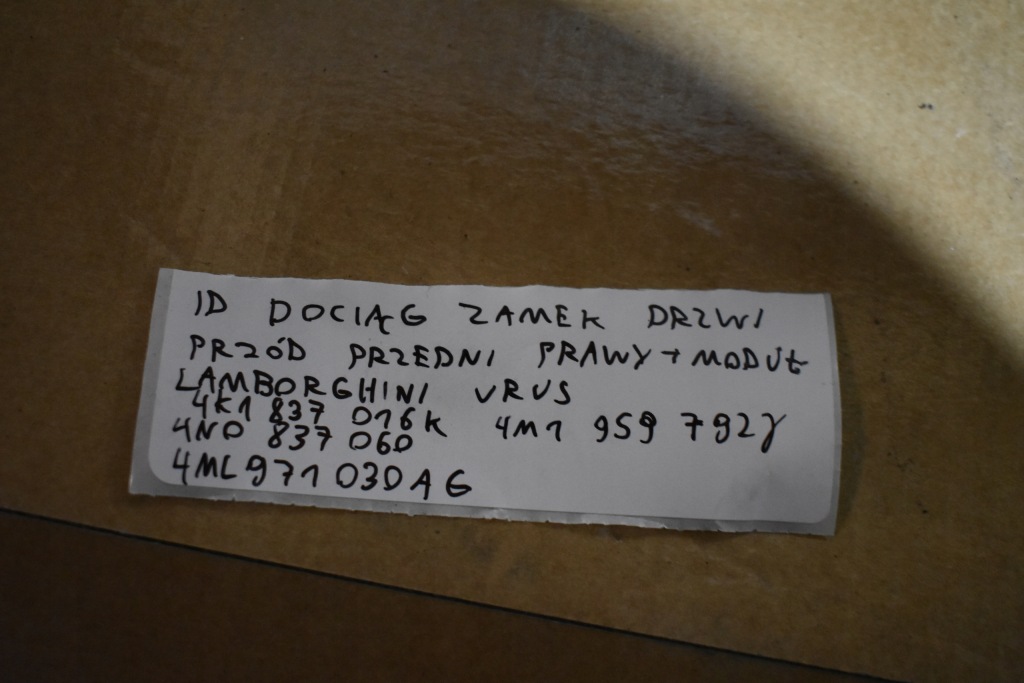 ID DOCIĄG ZAMEK DRZWI
PRZÓD PRZEDNI PRAWY + MODUŁ
LAMBORGHINI URUS
4K1 837 016K 4M1 959 792J
4N0 837 060
4ML971030AG